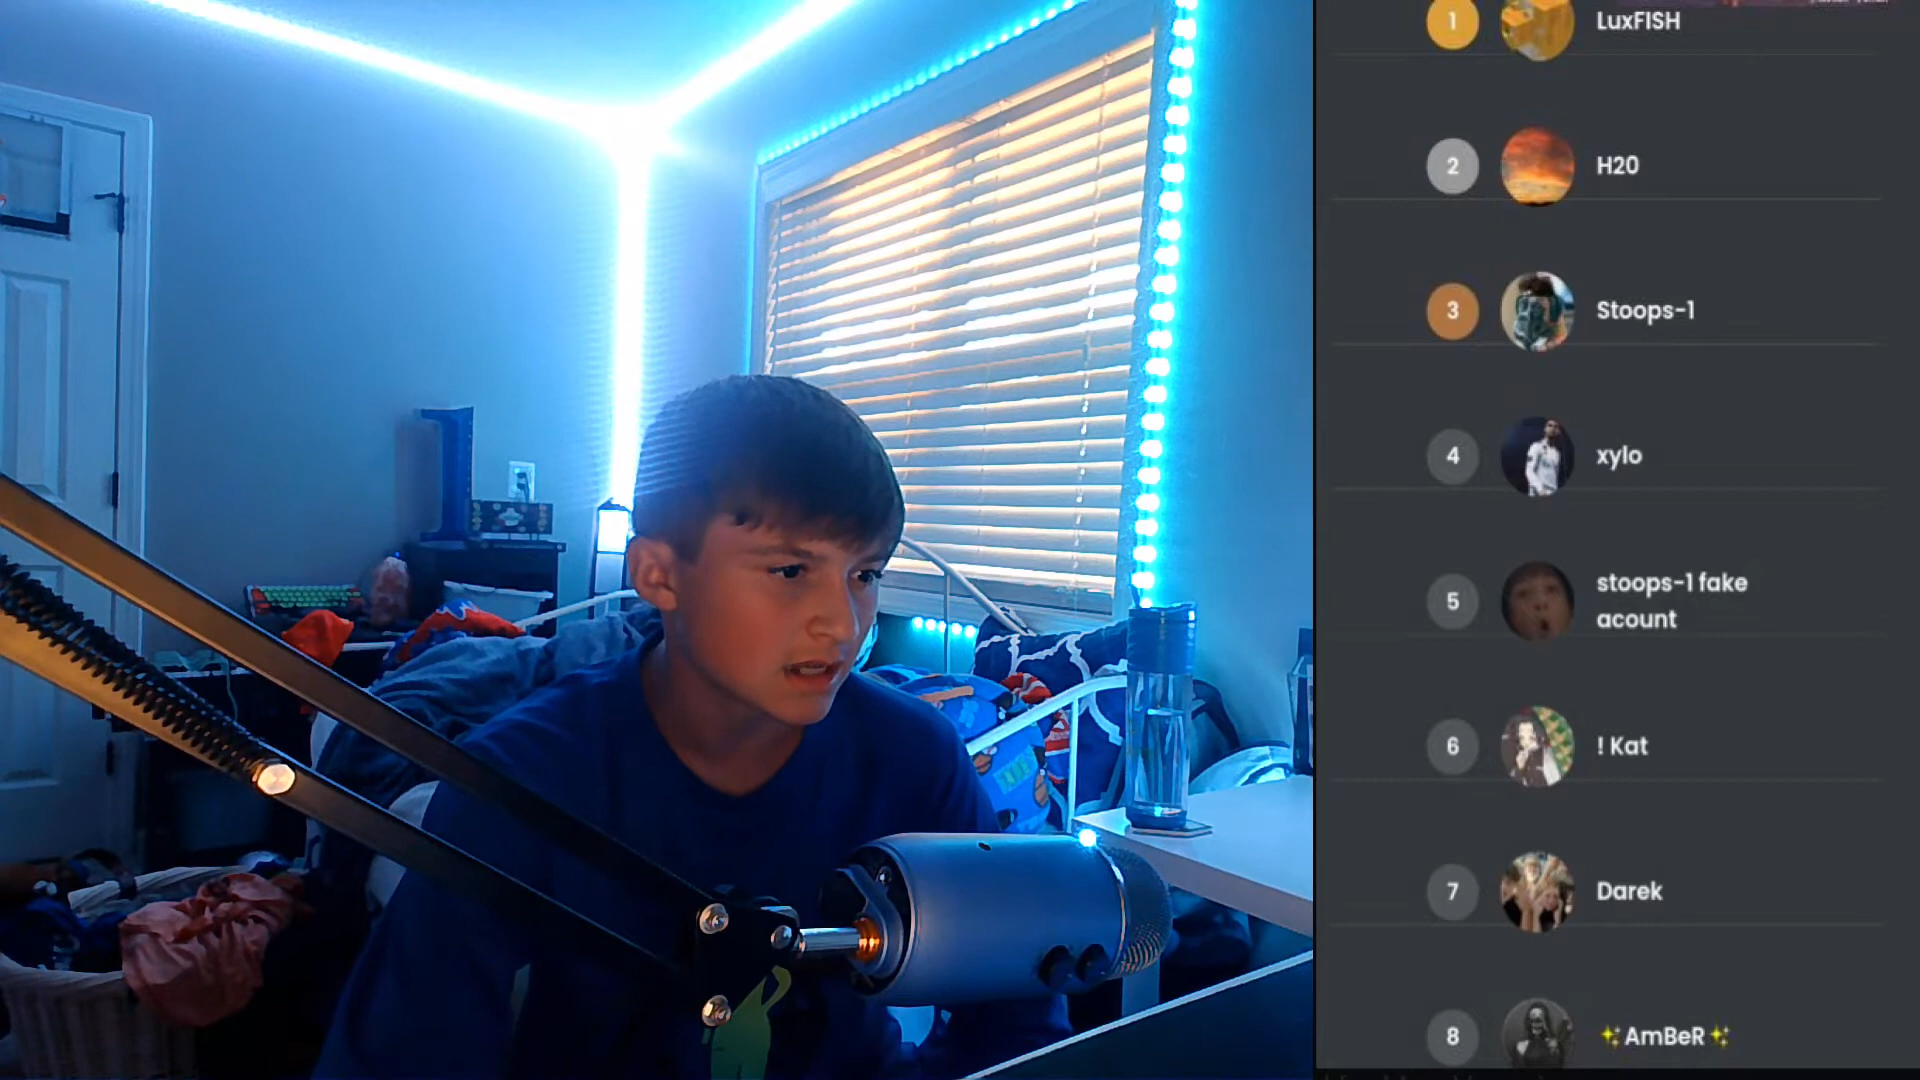 1 LuxFISH
2 H20
3 Stoops-1
4 xylo
5 stoops-1 fake
acount
6 ! Kat
7 Darek
8 ✨AmBeR✨